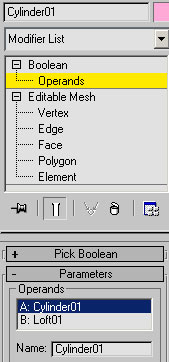 Cylinder01
Modifier List
Boolean
Operands
Editable Mesh
Vertex
Edge
Face
Polygon
Element
+ Pick Boolean
- Parameters
Operands
A: Cylinder01
B: Loft01
Name: Cylinder01